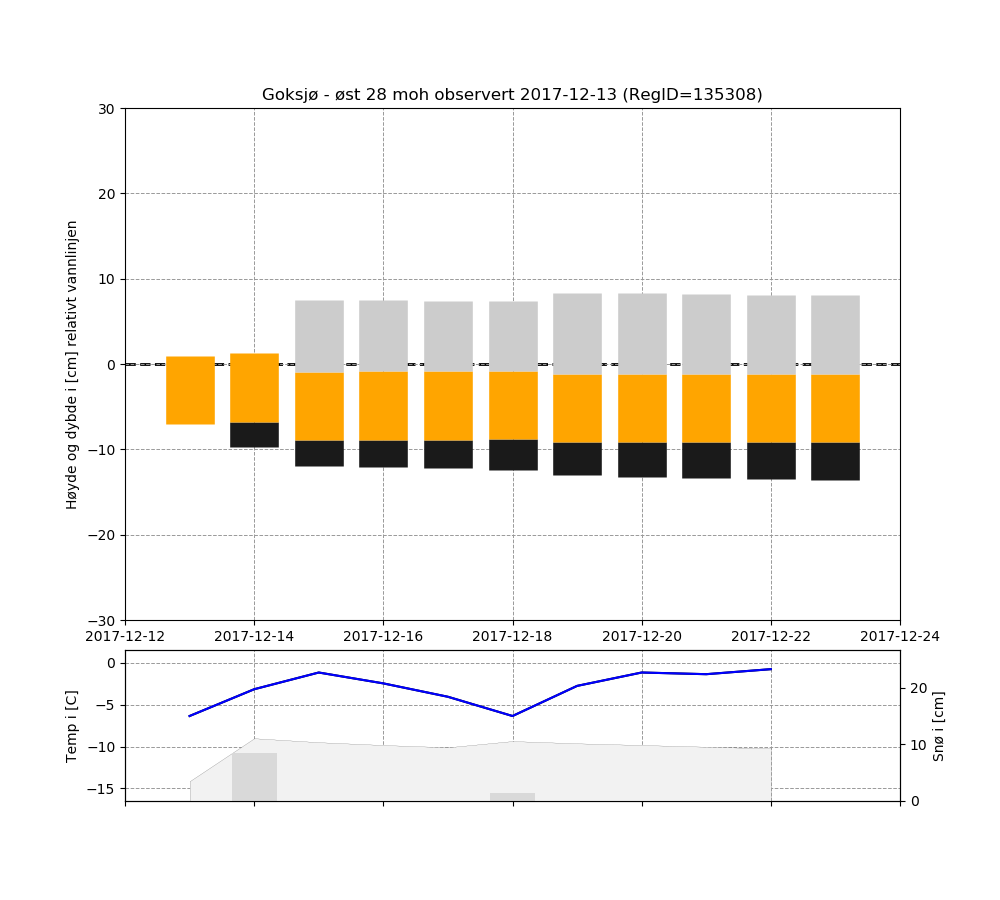 Goksjø - øst 28 moh observert 2017-12-13 (RegID=135308)
Høyde og dybde i [cm] relativt vannlinjen
30
20
10
0
−10
−20
−30
2017-12-12 2017-12-14 2017-12-16 2017-12-18 2017-12-20 2017-12-22 2017-12-24
Temp i [C]
0
−5
−10
−15
20
10
0
Snø i [cm]